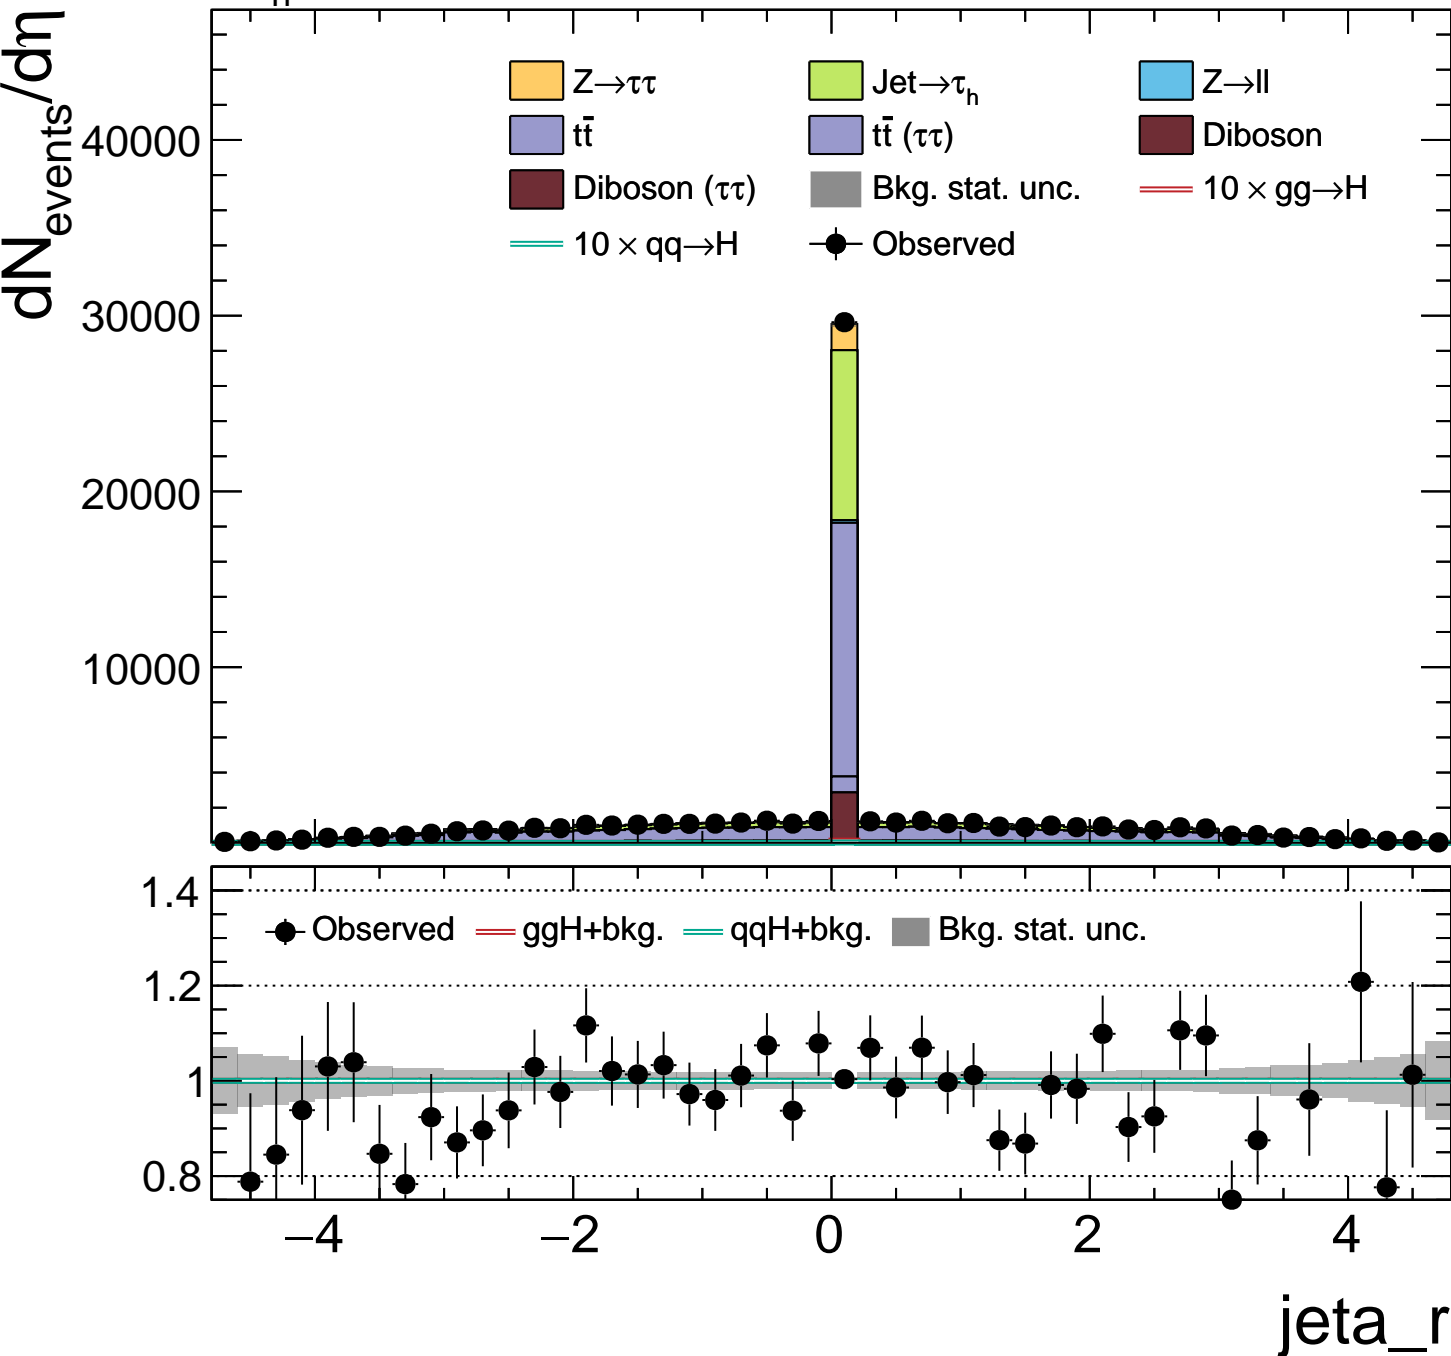 dN_events/dη
40000
30000
20000
10000
Z→ττ Jet→τ_h Z→ll
tt̄ tt̄ (ττ) Diboson
Diboson (ττ) Bkg. stat. unc. 10 × gg→H
10 × qq→H Observed
1.4
1.2
1
0.8
Observed ggH+bkg. qqH+bkg. Bkg. stat. unc.
−4 −2 0 2 4
jeta_r